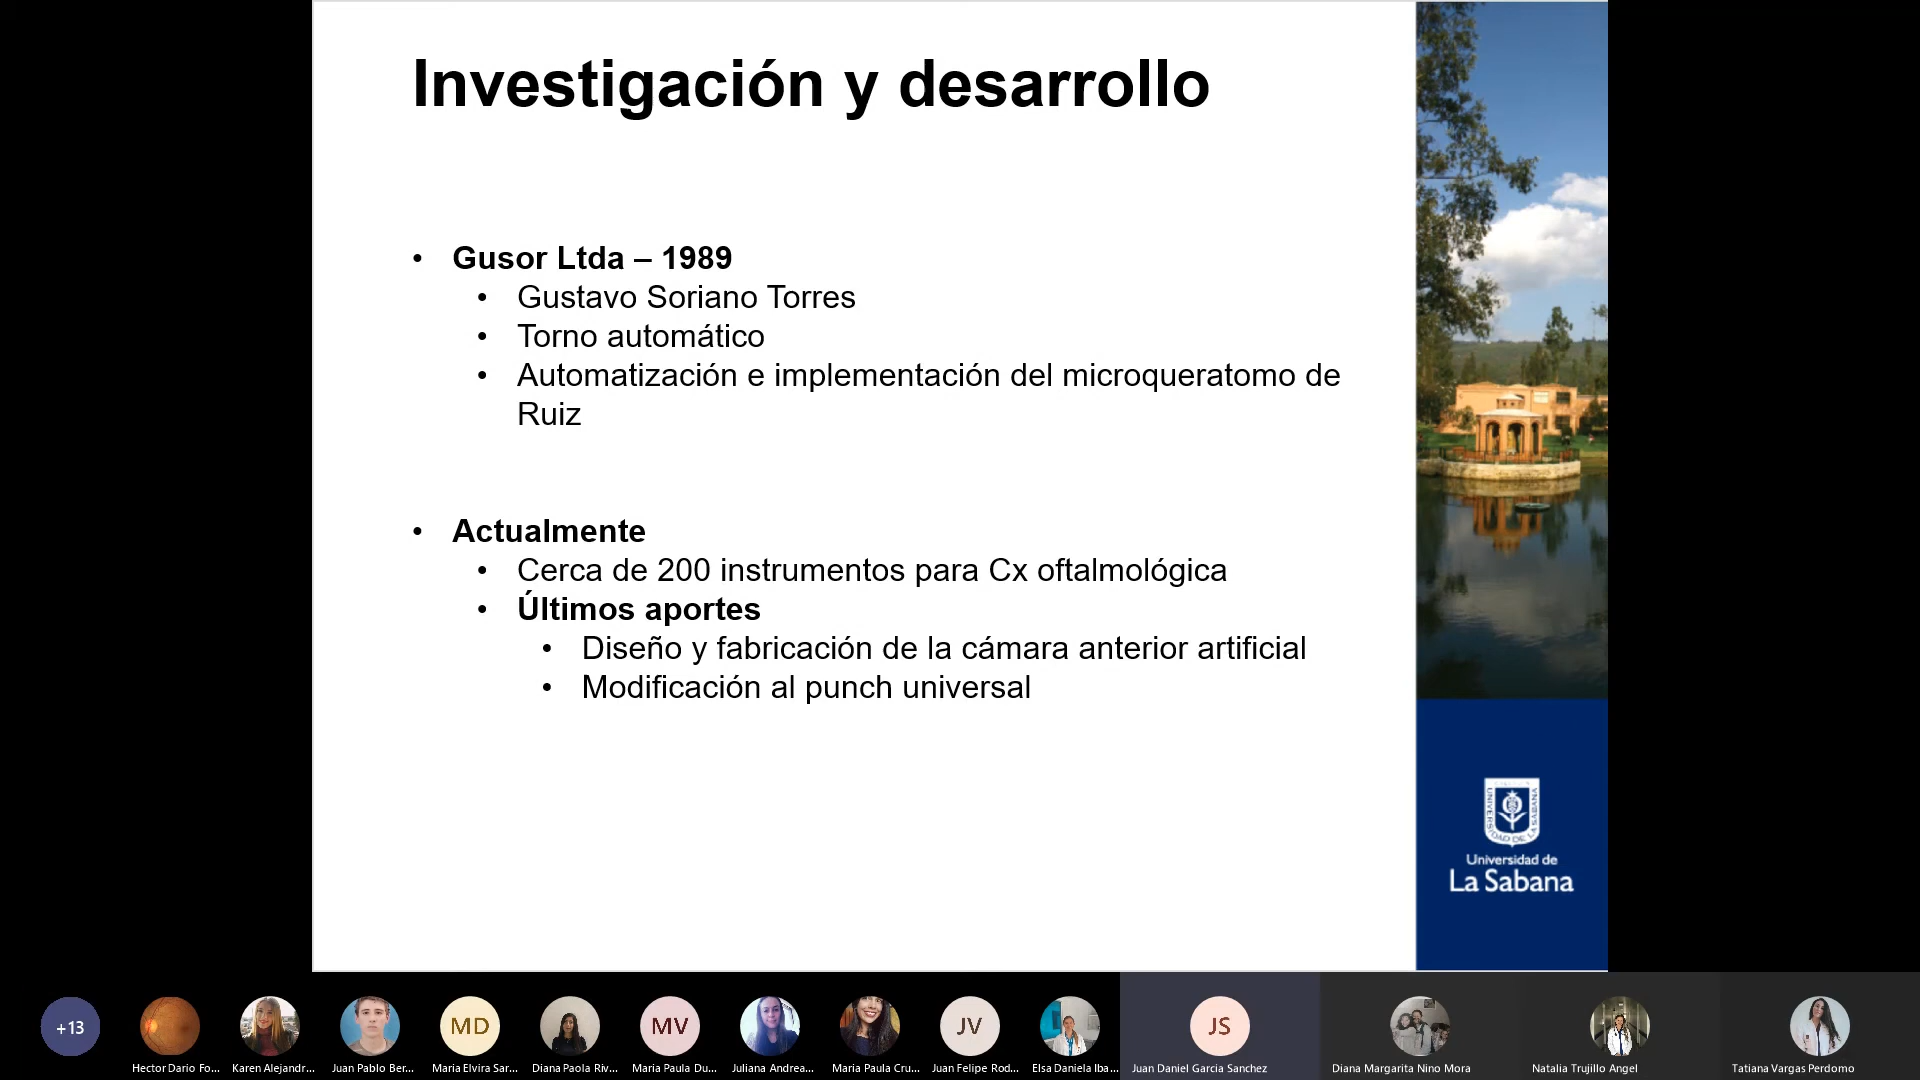 Investigación y desarrollo
• Gusor Ltda – 1989
• Gustavo Soriano Torres
• Torno automático
• Automatización e implementación del microqueratomo de
Ruiz
• Actualmente
• Cerca de 200 instrumentos para Cx oftalmológica
• Últimos aportes
• Diseño y fabricación de la cámara anterior artificial
• Modificación al punch universal
UNIVERSIDAD DE LA SABANA
Universidad de
La Sabana
+13
MD
MV
JV
JS
Hector Dario Fo...
Karen Alejandr...
Juan Pablo Ber...
Maria Elvira Sar...
Diana Paola Riv...
Maria Paula Du...
Juliana Andrea...
Maria Paula Cru...
Juan Felipe Rod...
Elsa Daniela Iba...
Juan Daniel Garcia Sanchez
Diana Margarita Nino Mora
Natalia Trujillo Angel
Tatiana Vargas Perdomo